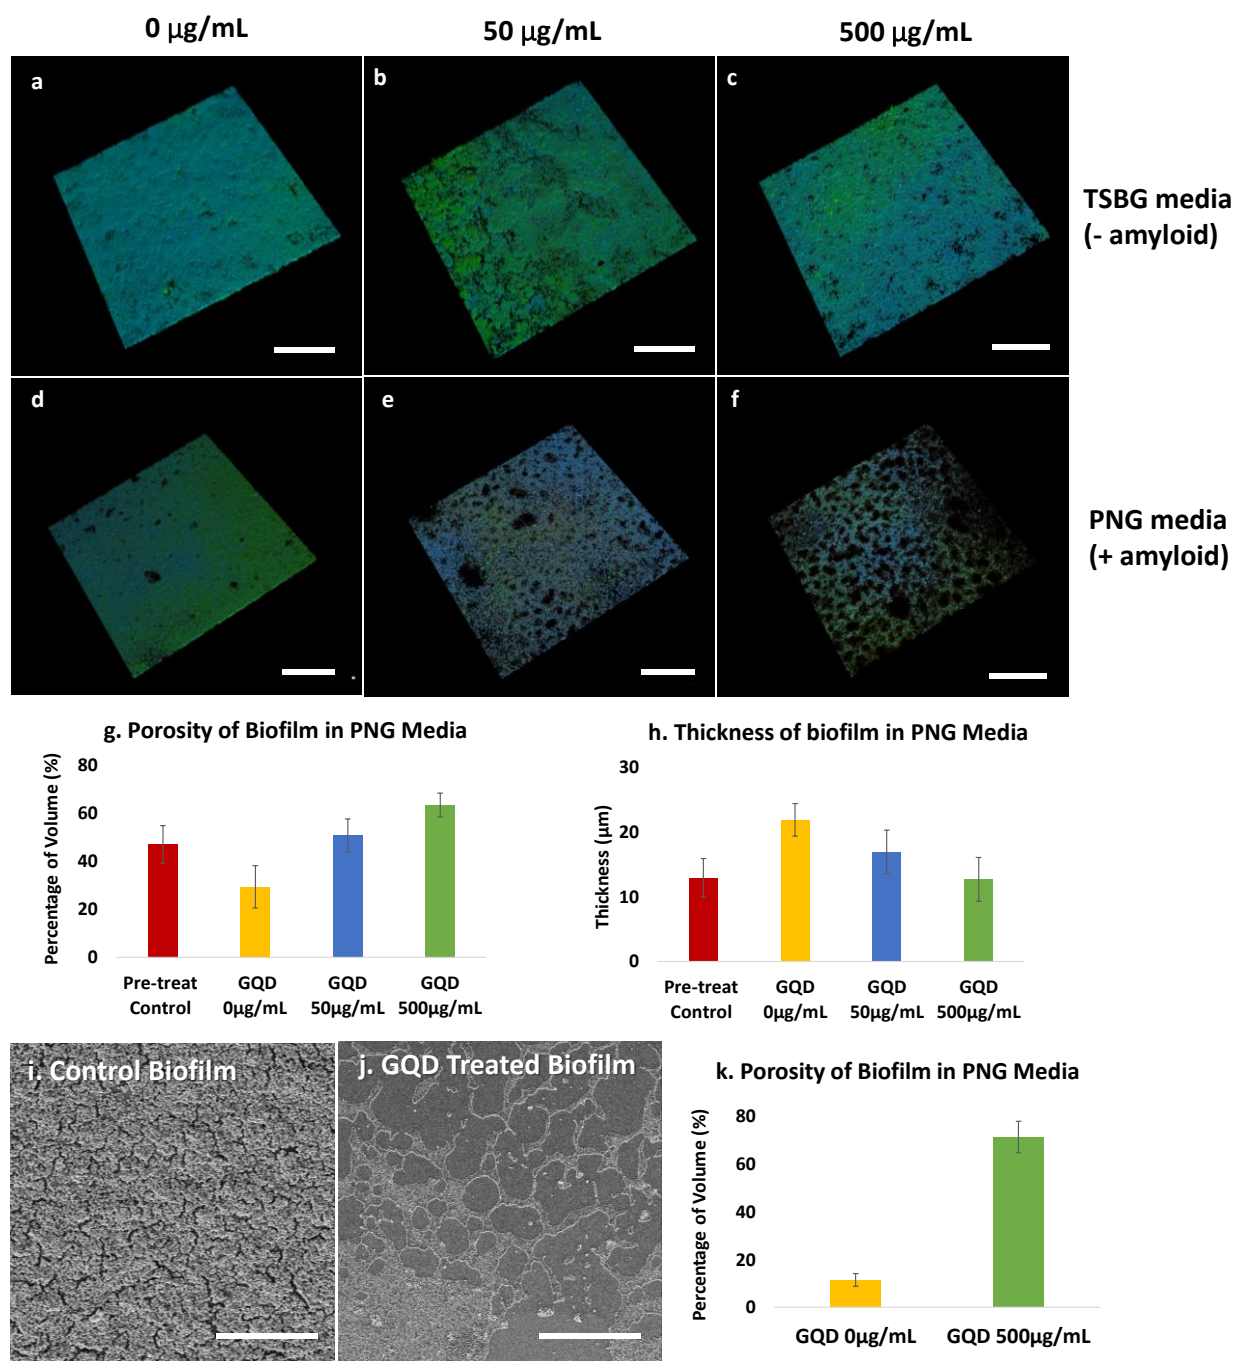 0 μg/mL
50 μg/mL
500 μg/mL
a
b
c
TSBG media
(- amyloid)
d
e
f
PNG media
(+ amyloid)
g. Porosity of Biofilm in PNG Media
Percentage of Volume (%)
80
60
40
20
0
Pre-treat
Control
GQD
0μg/mL
GQD
50μg/mL
GQD
500μg/mL
h. Thickness of biofilm in PNG Media
Thickness (μm)
30
20
10
0
Pre-treat
Control
GQD
0μg/mL
GQD
50μg/mL
GQD
500μg/mL
i. Control Biofilm
j. GQD Treated Biofilm
k. Porosity of Biofilm in PNG Media
Percentage of Volume (%)
80
60
40
20
0
GQD 0μg/mL
GQD 500μg/mL